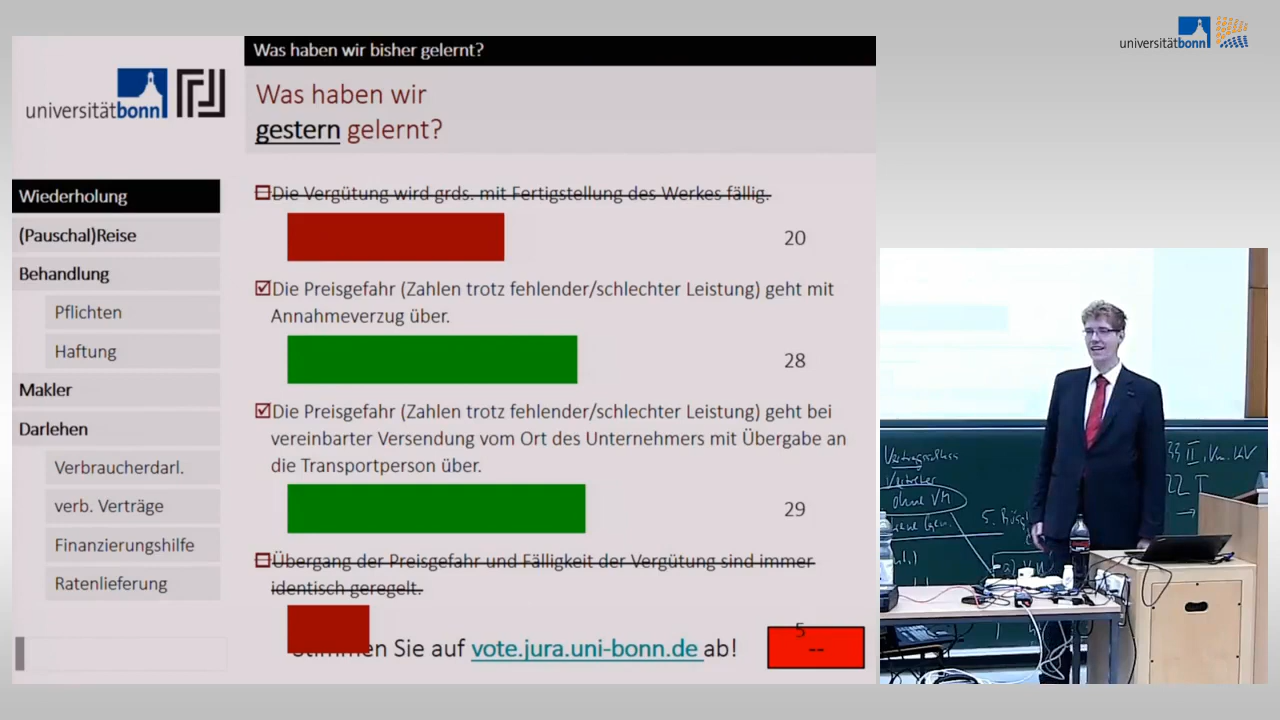 universitätbonn
Was haben wir bisher gelernt?
universitätbonn
Was haben wir
gestern gelernt?
Wiederholung
(Pauschal)Reise
Behandlung
Pflichten
Haftung
Makler
Darlehen
Verbraucherdarl.
verb. Verträge
Finanzierungshilfe
Ratenlieferung
Die Vergütung wird grds. mit Fertigstellung des Werkes fällig.
20
Die Preisgefahr (Zahlen trotz fehlender/schlechter Leistung) geht mit
Annahmeverzug über.
28
Die Preisgefahr (Zahlen trotz fehlender/schlechter Leistung) geht bei
vereinbarter Versendung vom Ort des Unternehmers mit Übergabe an
die Transportperson über.
29
Übergang der Preisgefahr und Fälligkeit der Vergütung sind immer
identisch geregelt.
5
Stimmen Sie auf vote.jura.uni-bonn.de ab!
--
ohne VM